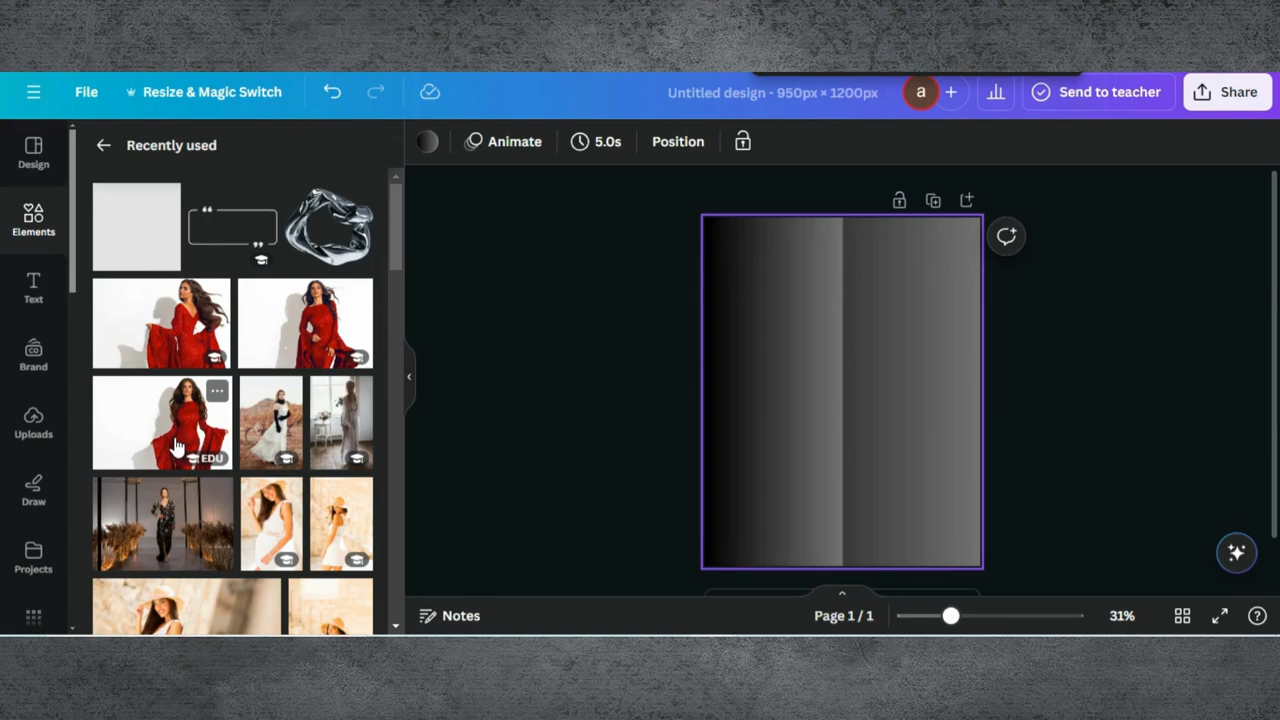 File
Resize & Magic Switch
Untitled design - 950px × 1200px
a
Send to teacher
Share
Design
Elements
Text
Brand
Uploads
Draw
Projects
Recently used
EDU
Animate
5.0s
Position
Notes
Page 1 / 1
31%